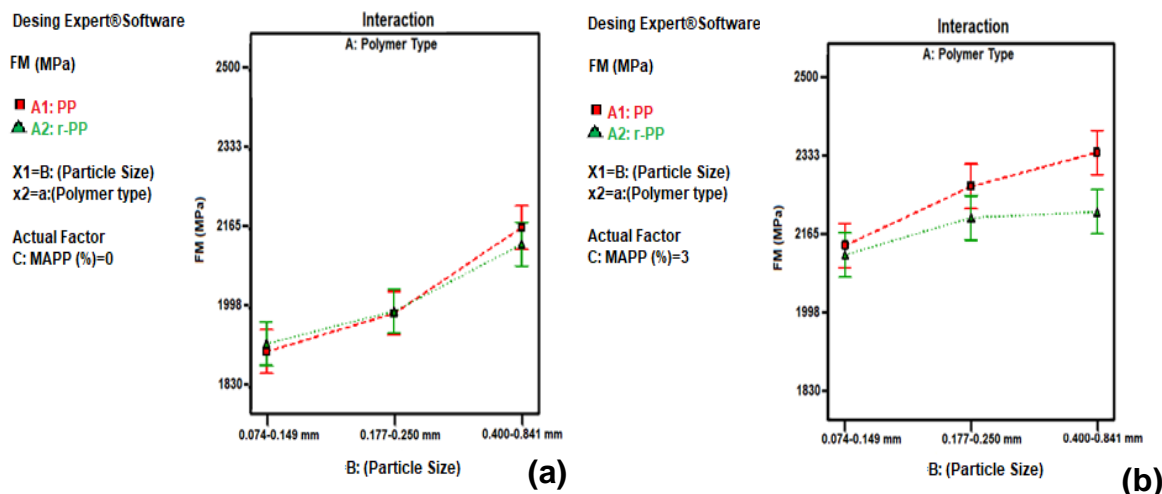 Desing Expert®Software
FM (MPa)
A1: PP
A2: r-PP
X1=B: (Particle Size)
x2=a:(Polymer type)
Actual Factor
C: MAPP (%)=0
Interaction
A: Polymer Type
FM (MPa)
2500
2333
2165
1998
1830
0.074-0.149 mm
0.177-0.250 mm
0.400-0.841 mm
B: (Particle Size)
(a)
Desing Expert®Software
FM (MPa)
A1: PP
A2: r-PP
X1=B: (Particle Size)
x2=a:(Polymer type)
Actual Factor
C: MAPP (%)=3
Interaction
A: Polymer Type
FM (MPa)
2500
2333
2165
1998
1830
0.074-0.149 mm
0.177-0.250 mm
0.400-0.841 mm
B: (Particle Size)
(b)